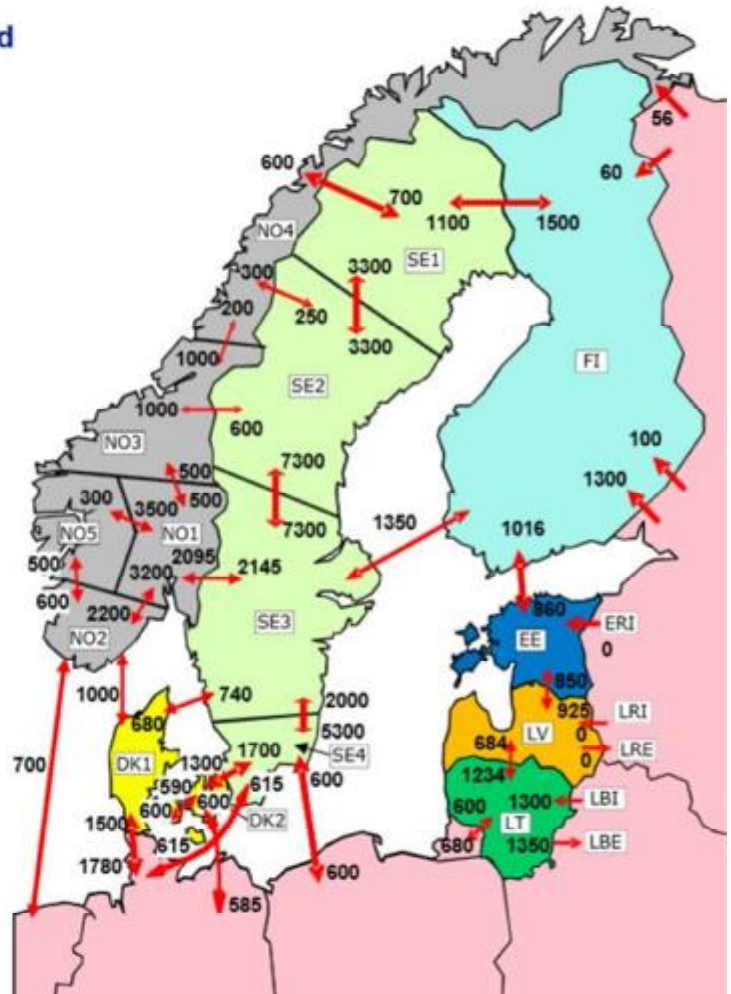 d
56
600
60
700
1100
1500
NO4
300
3300
SE1
200
250
1000
3300
FI
SE2
1000
600
NO3
100
500
7300
1300
300
3500
500
NO5
NO1
7300
1350
1016
2095
500
3200
2145
600
2200
860
ERI
SE3
EE
0
NO2
850
1000
740
2000
925
LRI
680
LV
0
5300
684
LRE
700
1700
SE4
0
DK1
1300
1234
590
615
600
600
1300
LBI
600
600
DK2
LT
1500
615
680
1350
LBE
1780
600
585